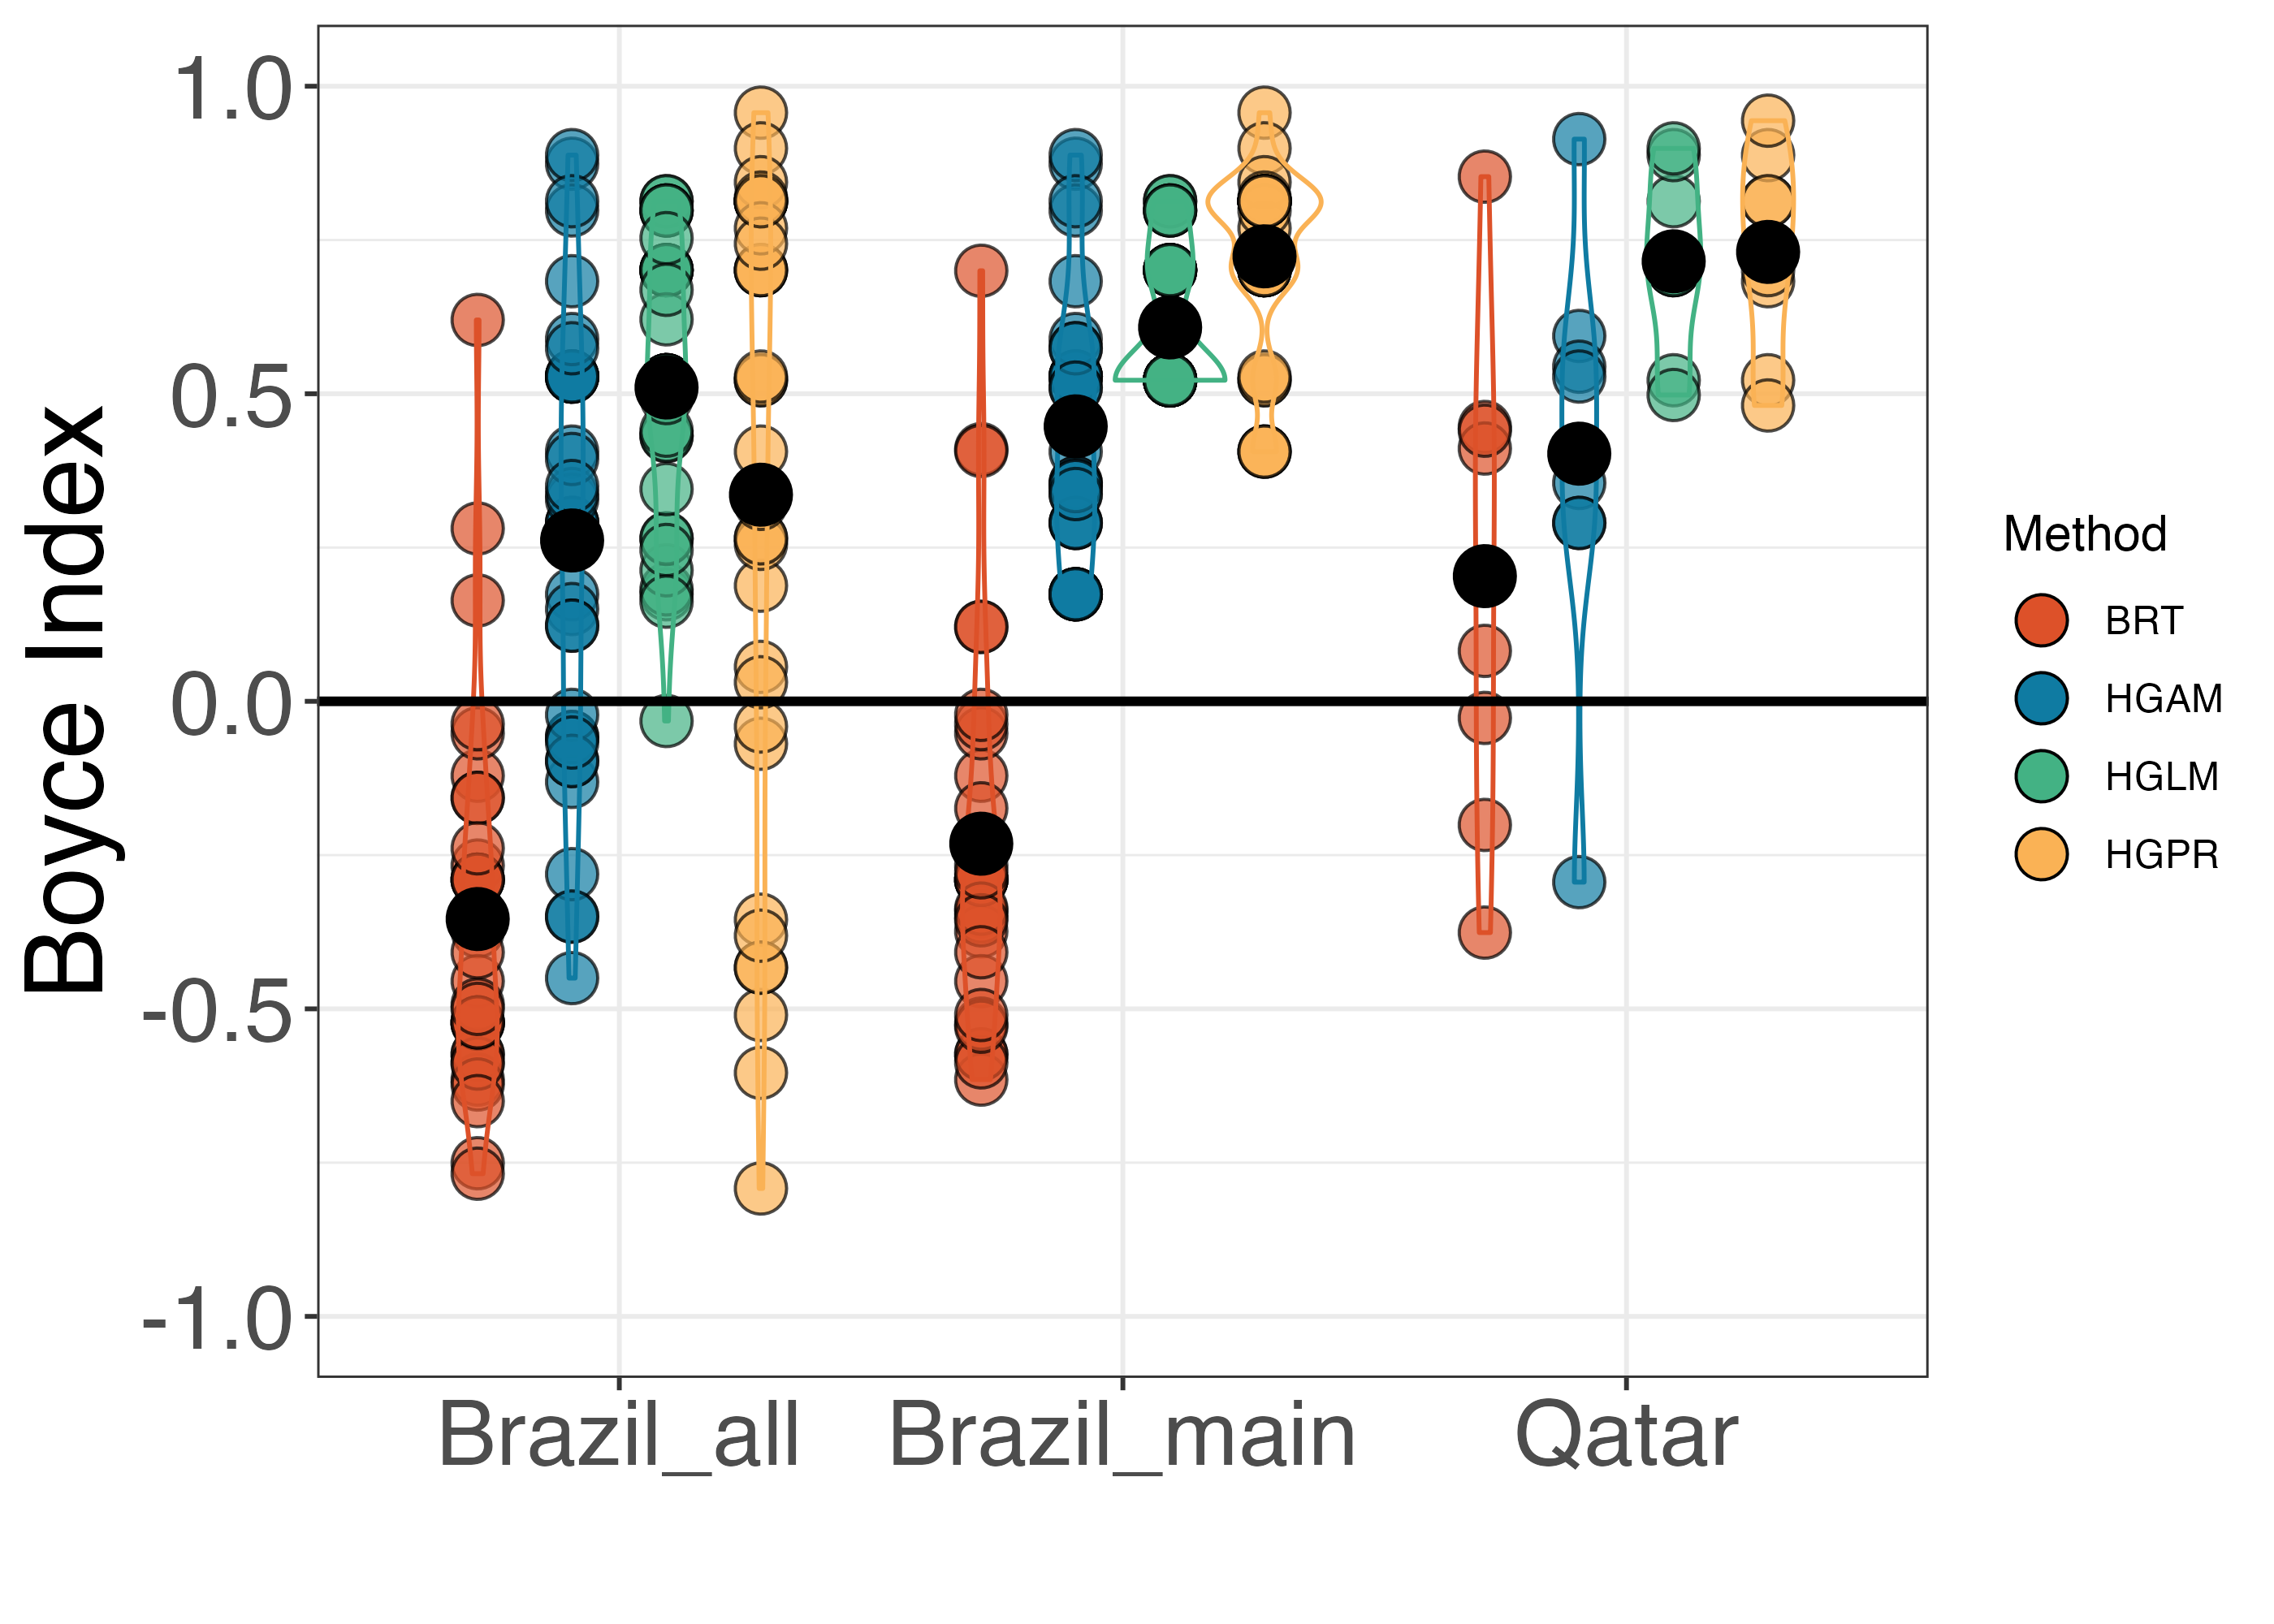 Boyce Index
1.0
0.5
0.0
-0.5
-1.0
Brazil_all
Brazil_main
Qatar
Method
BRT
HGAM
HGLM
HGPR